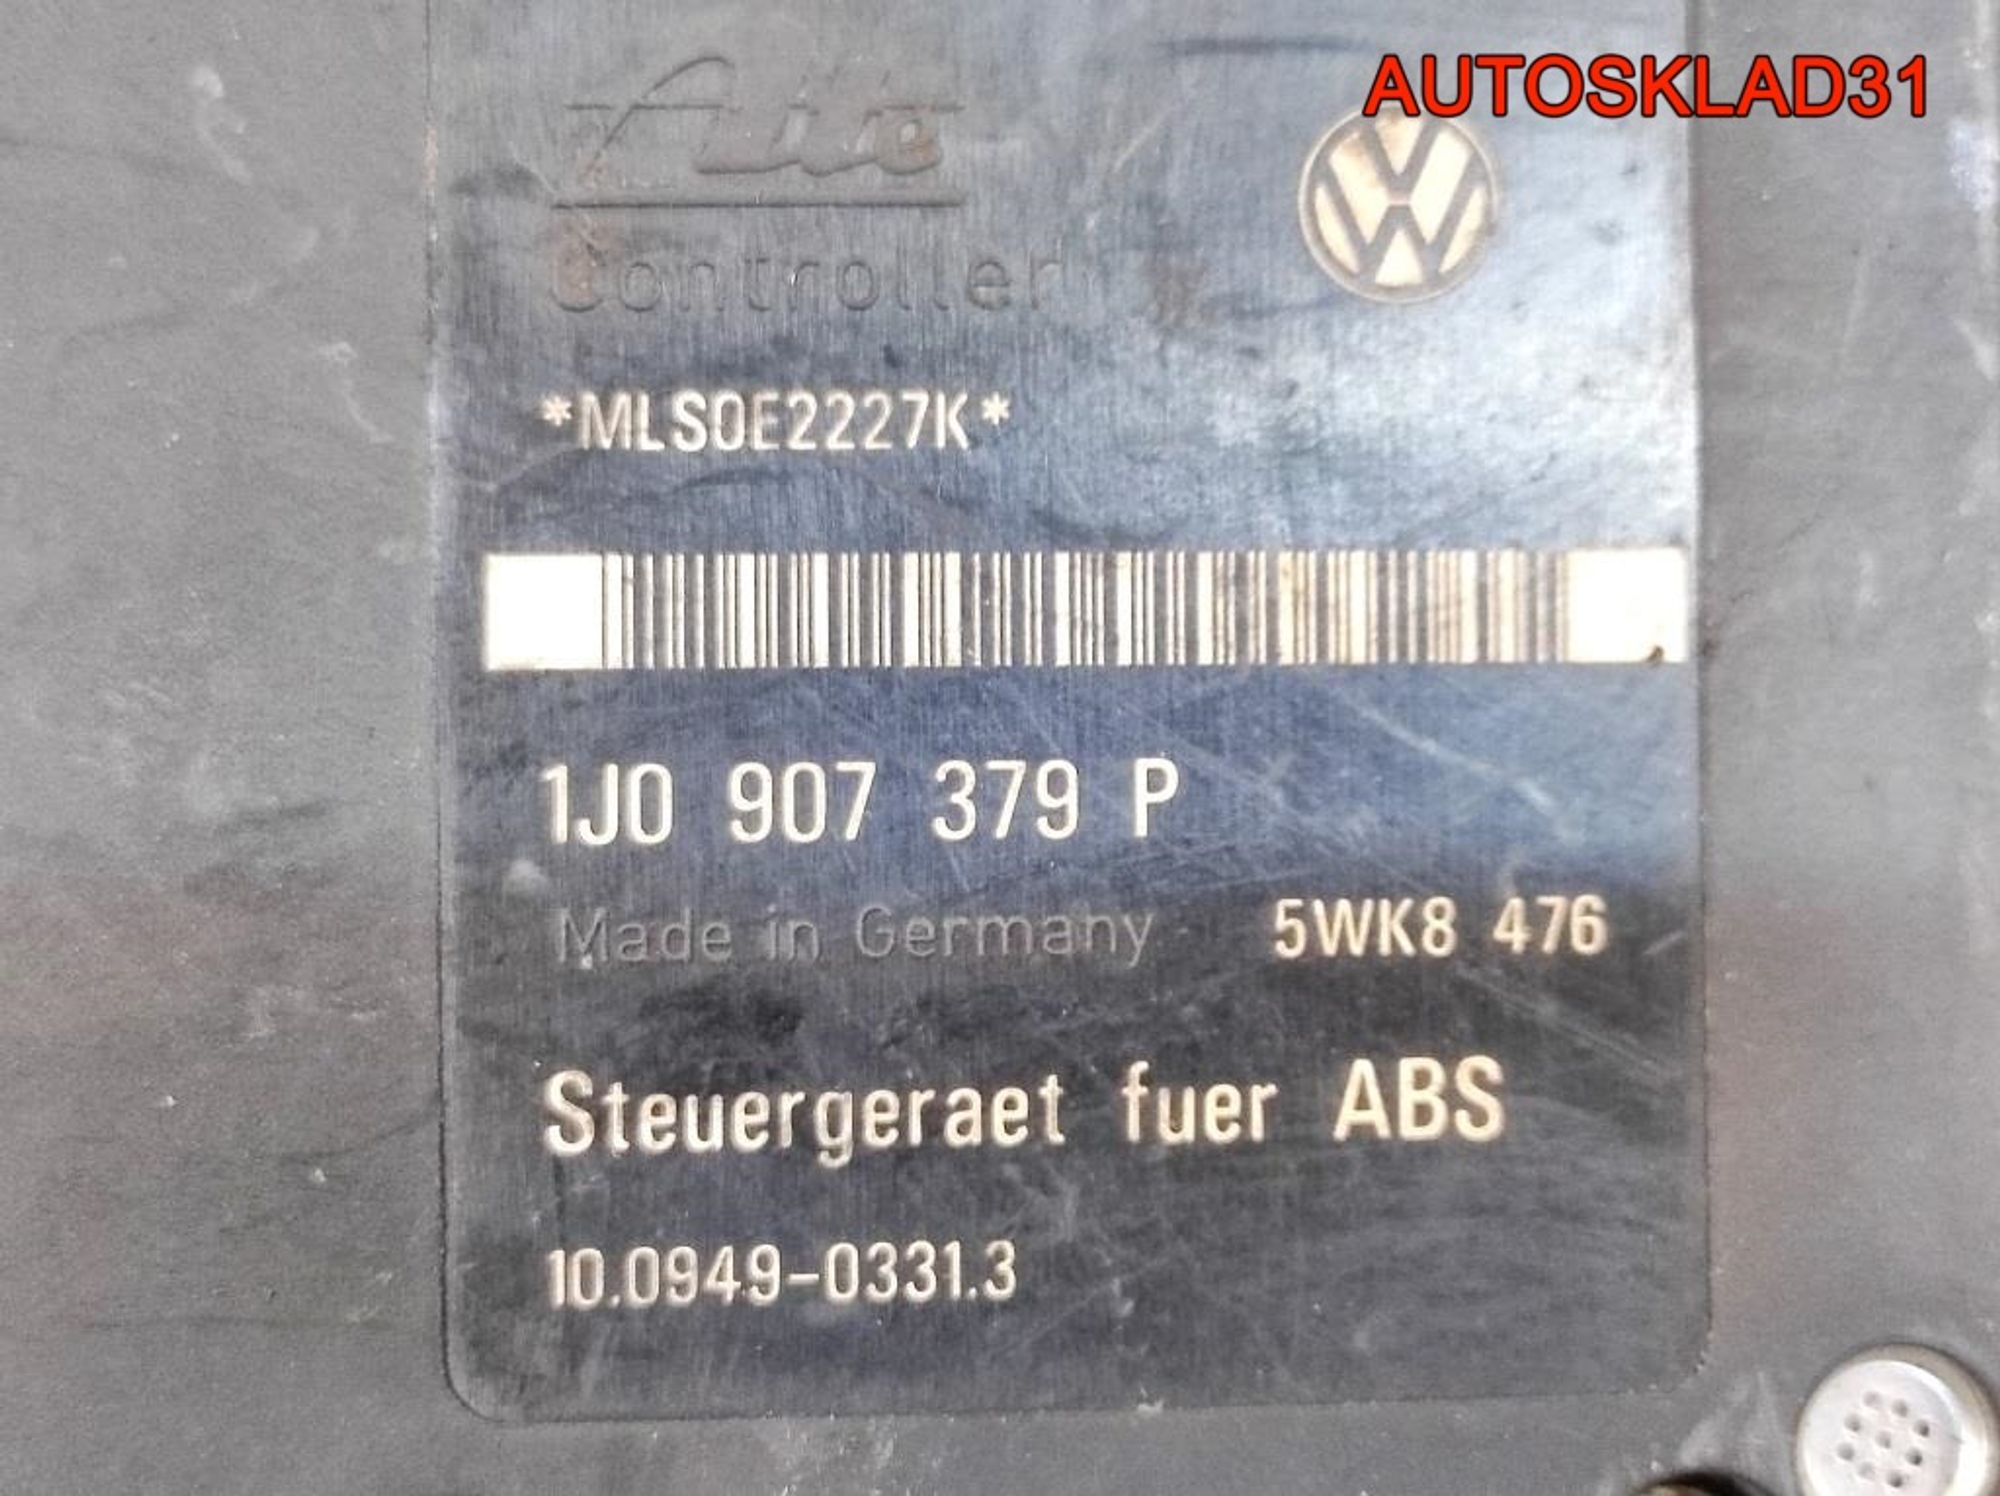 AUTOSKLAD31
Ate
Controller
*MLS0E2227K*
1J0 907 379 P
Made in Germany 5WK8 476
Steuergeraet fuer ABS
10.0949-0331.3